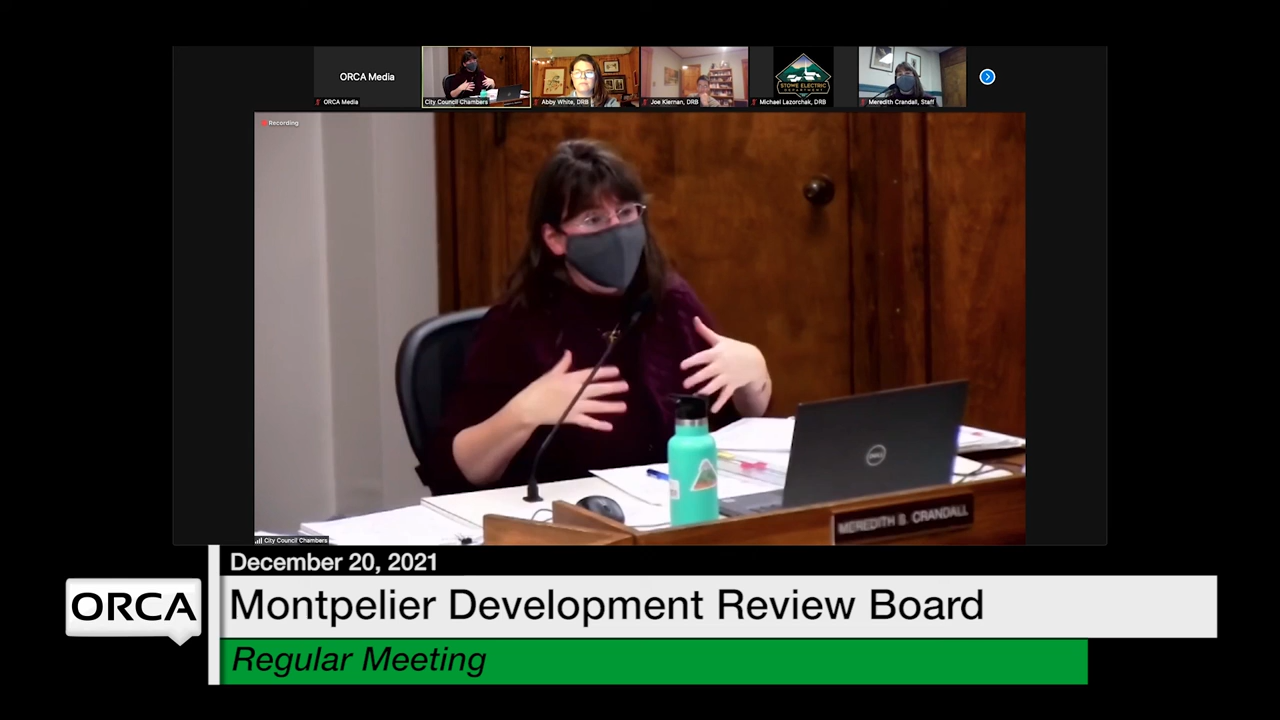 ORCA Media
ORCA Media
City Council Chambers
Abby White, DRB
Joe Kiernan, DRB
STOWE ELECTRIC
DEPARTMENT
Michael Lazorchak, DRB
Meredith Crandall, Staff
Recording
DELL
MEREDITH B. CRANDALL
City Council Chambers
December 20, 2021
ORCA
Montpelier Development Review Board
Regular Meeting